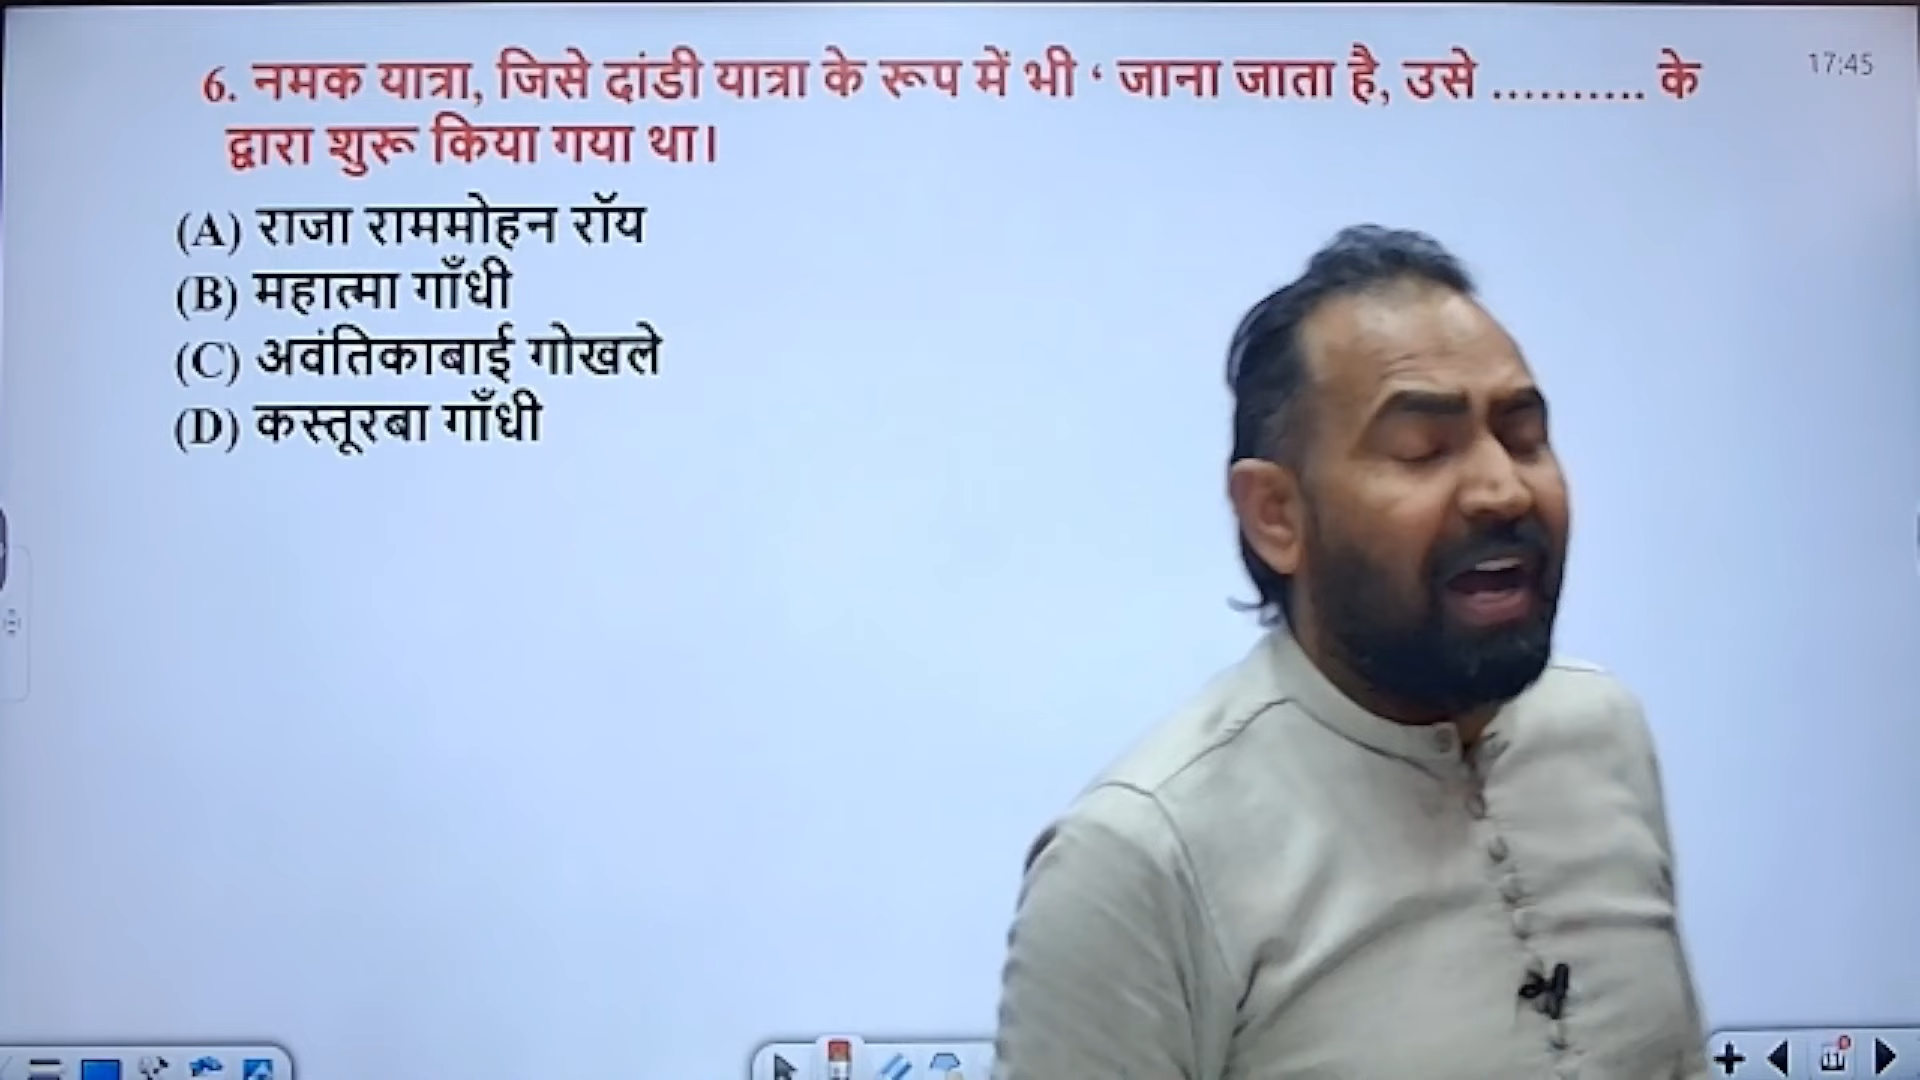 17:45
6. नमक यात्रा, जिसे दांडी यात्रा के रूप में भी ‘ जाना जाता है, उसे .......... के
द्वारा शुरू किया गया था।
(A) राजा राममोहन रॉय
(B) महात्मा गाँधी
(C) अवंतिकाबाई गोखले
(D) कस्तूरबा गाँधी